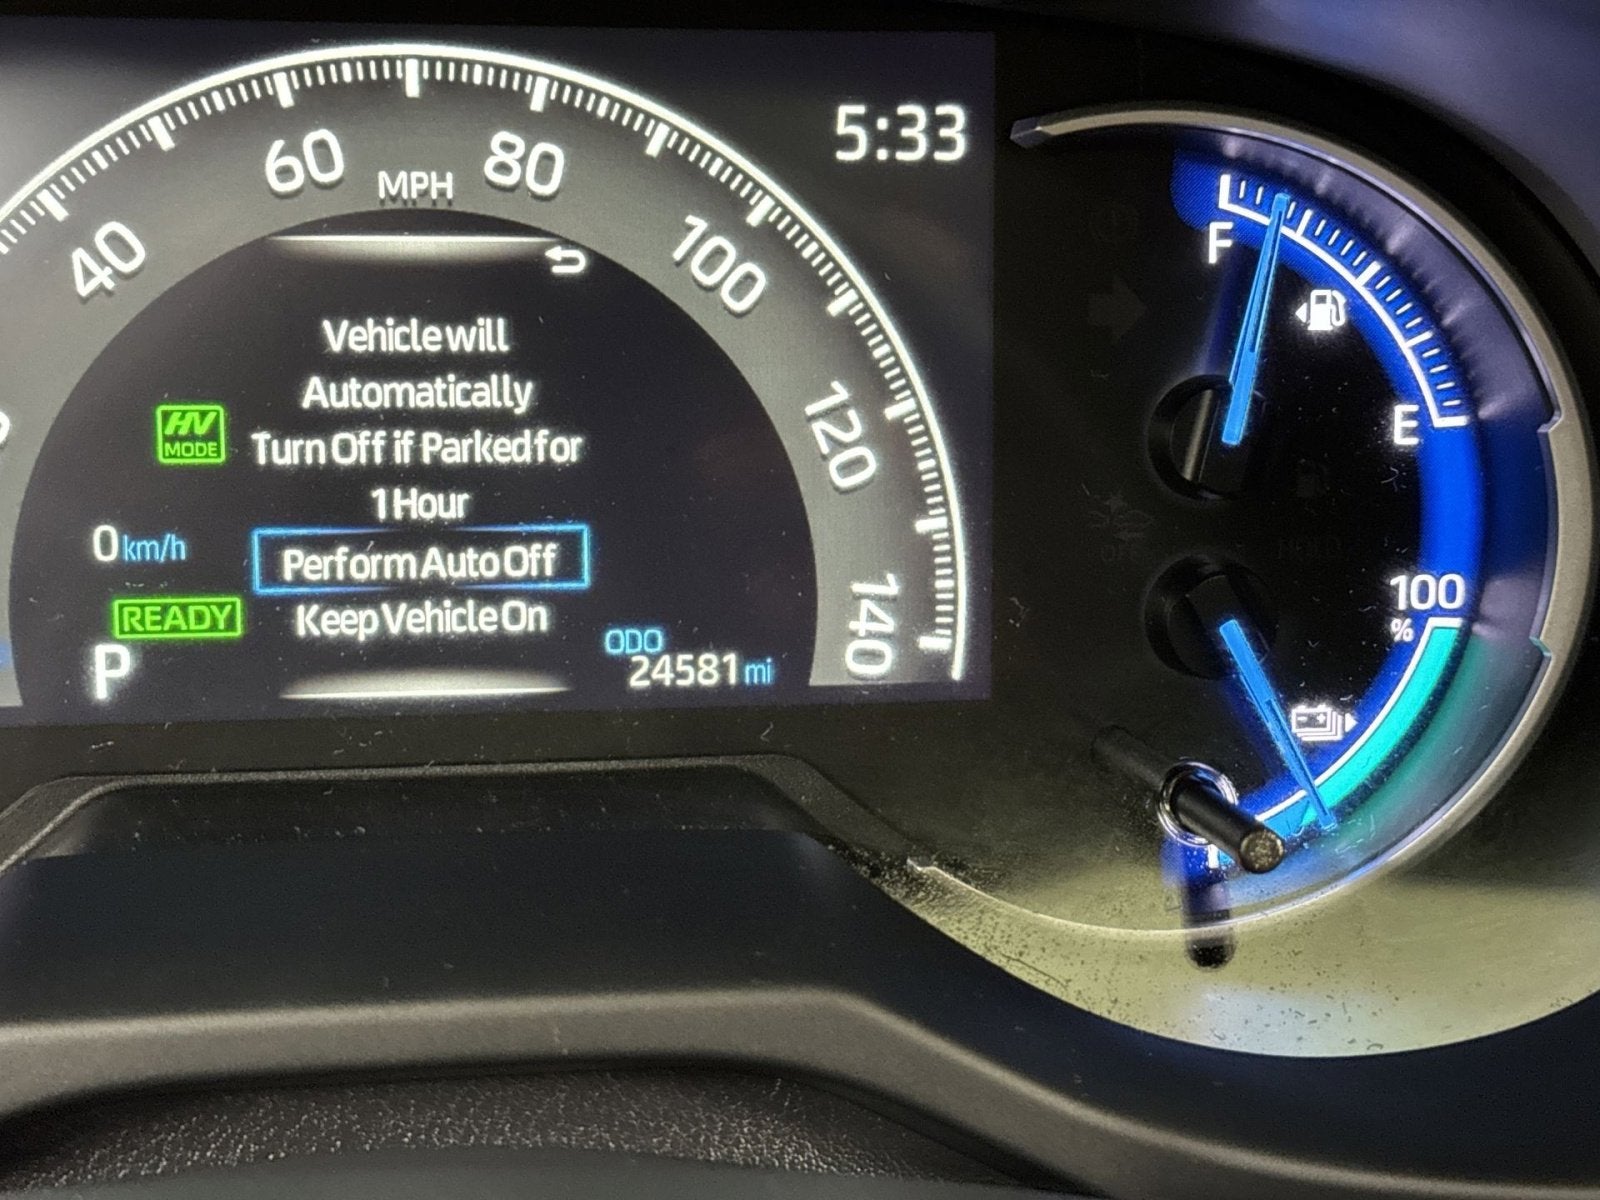 60
MPH
80
5:33
40
100
F
Vehicle will
Automatically
HV
MODE
Turn Off if Parked for
1 Hour
120
E
0 km/h
Perform Auto Off
READY
Keep Vehicle On
140
100
%
P
ODO
24581 mi